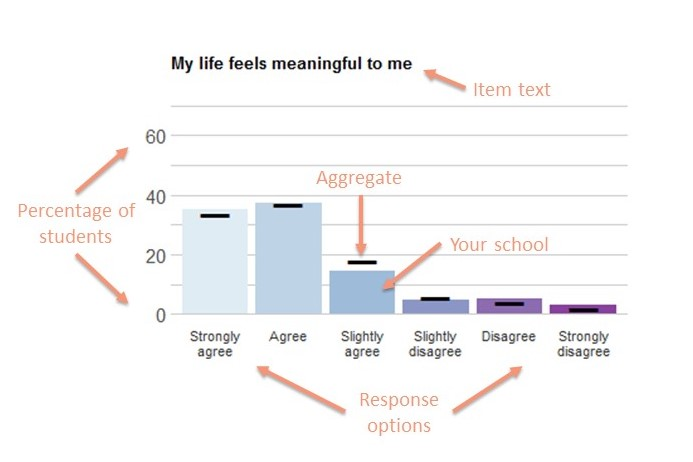 My life feels meaningful to me
Item text
60
Aggregate
40
Percentage of
students
Your school
20
0
Strongly
agree
Agree
Slightly
agree
Slightly
disagree
Disagree
Strongly
disagree
Response
options